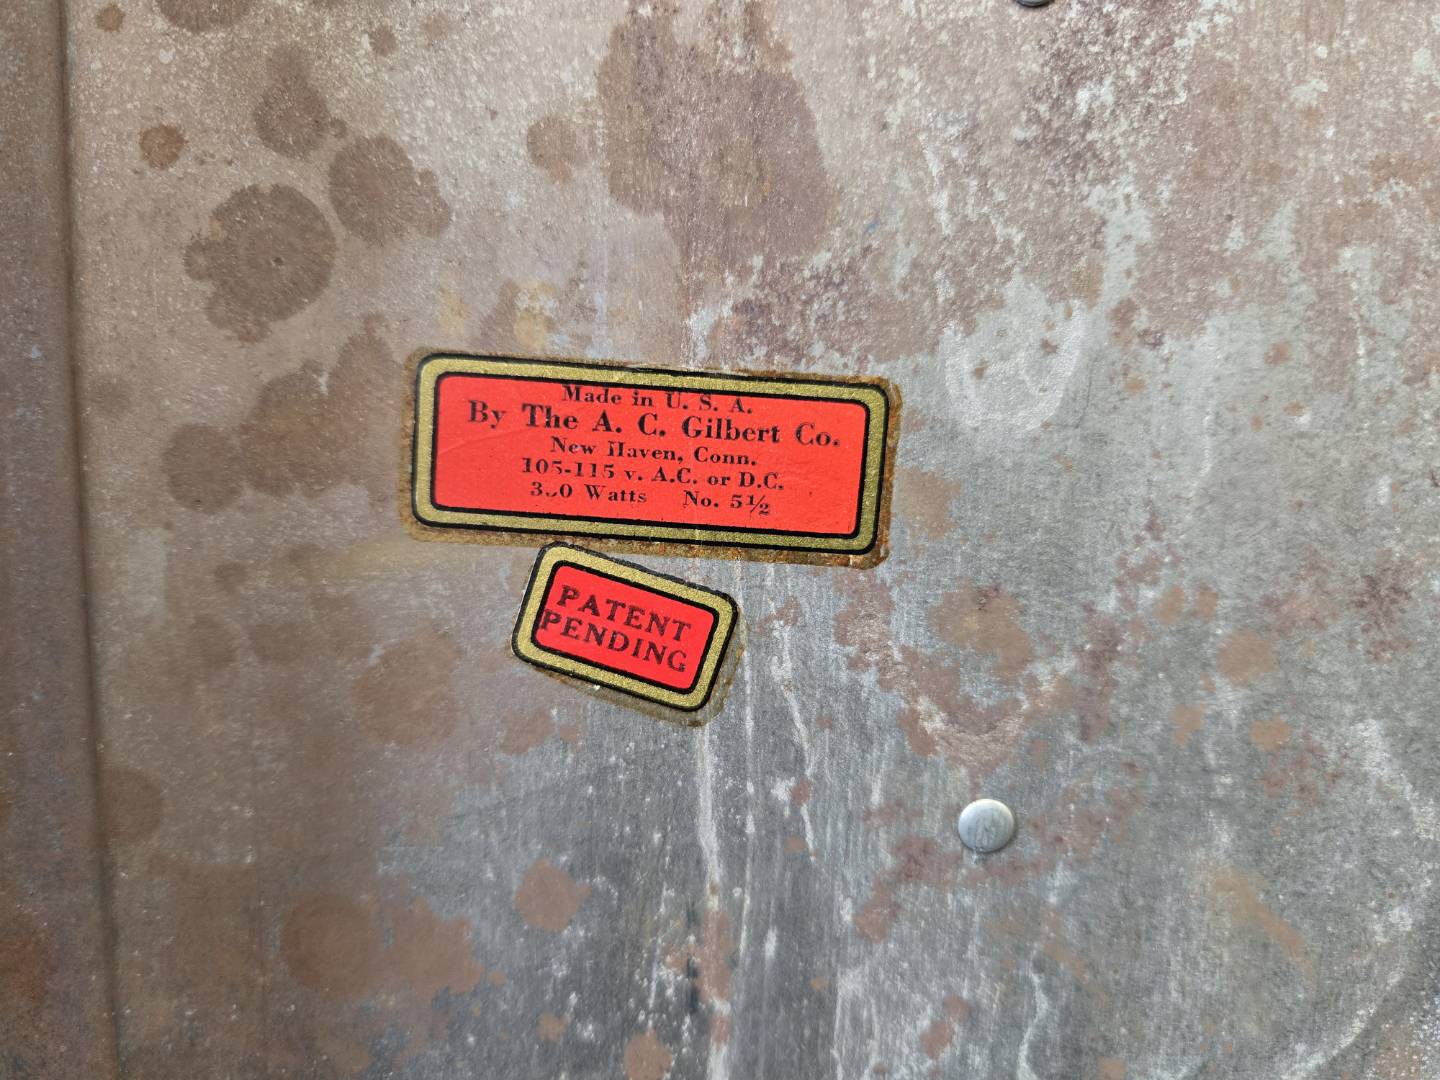 Made in U. S. A.
By The A. C. Gilbert Co.
New Haven, Conn.
105-115 v. A.C. or D.C.
Watts No. 5½
PATENT
PENDING